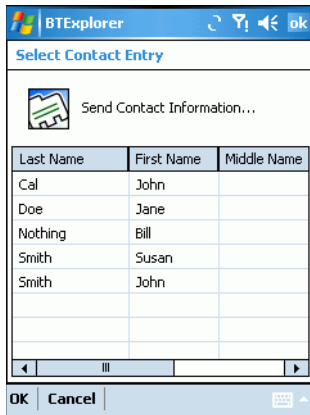 BTExplorer ok
Select Contact Entry
Send Contact Information...
Last Name First Name Middle Name
Cal John
Doe Jane
Nothing Bill
Smith Susan
Smith John
OK Cancel